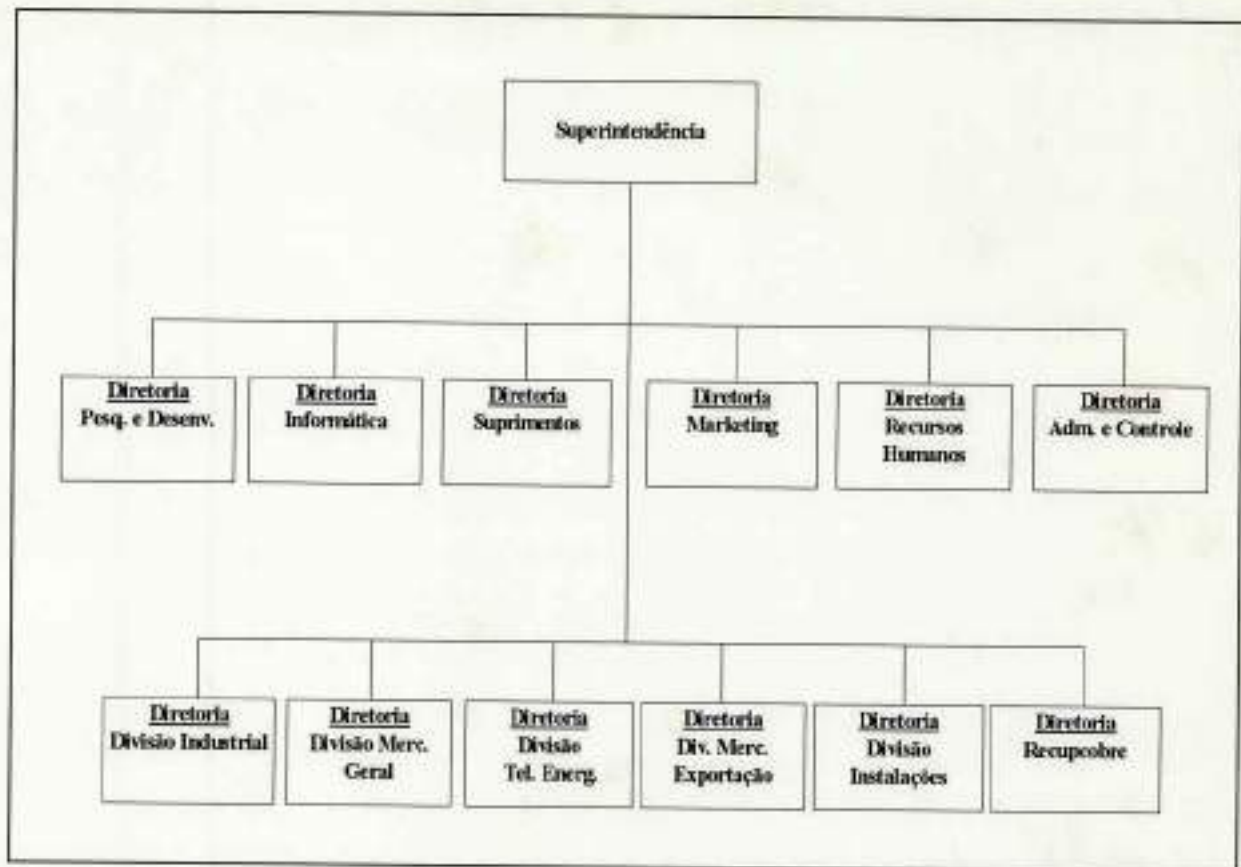 Superintendência
Diretoria
Pesq. e Desenv.
Diretoria
Informática
Diretoria
Suprimentos
Diretoria
Marketing
Diretoria
Recursos
Humanos
Diretoria
Adm. e Controle
Diretoria
Divisão Industrial
Diretoria
Divisão Merc.
Geral
Diretoria
Divisão
Tel. Energ.
Diretoria
Div. Merc.
Exportação
Diretoria
Divisão
Instalações
Diretoria
Recupcobre